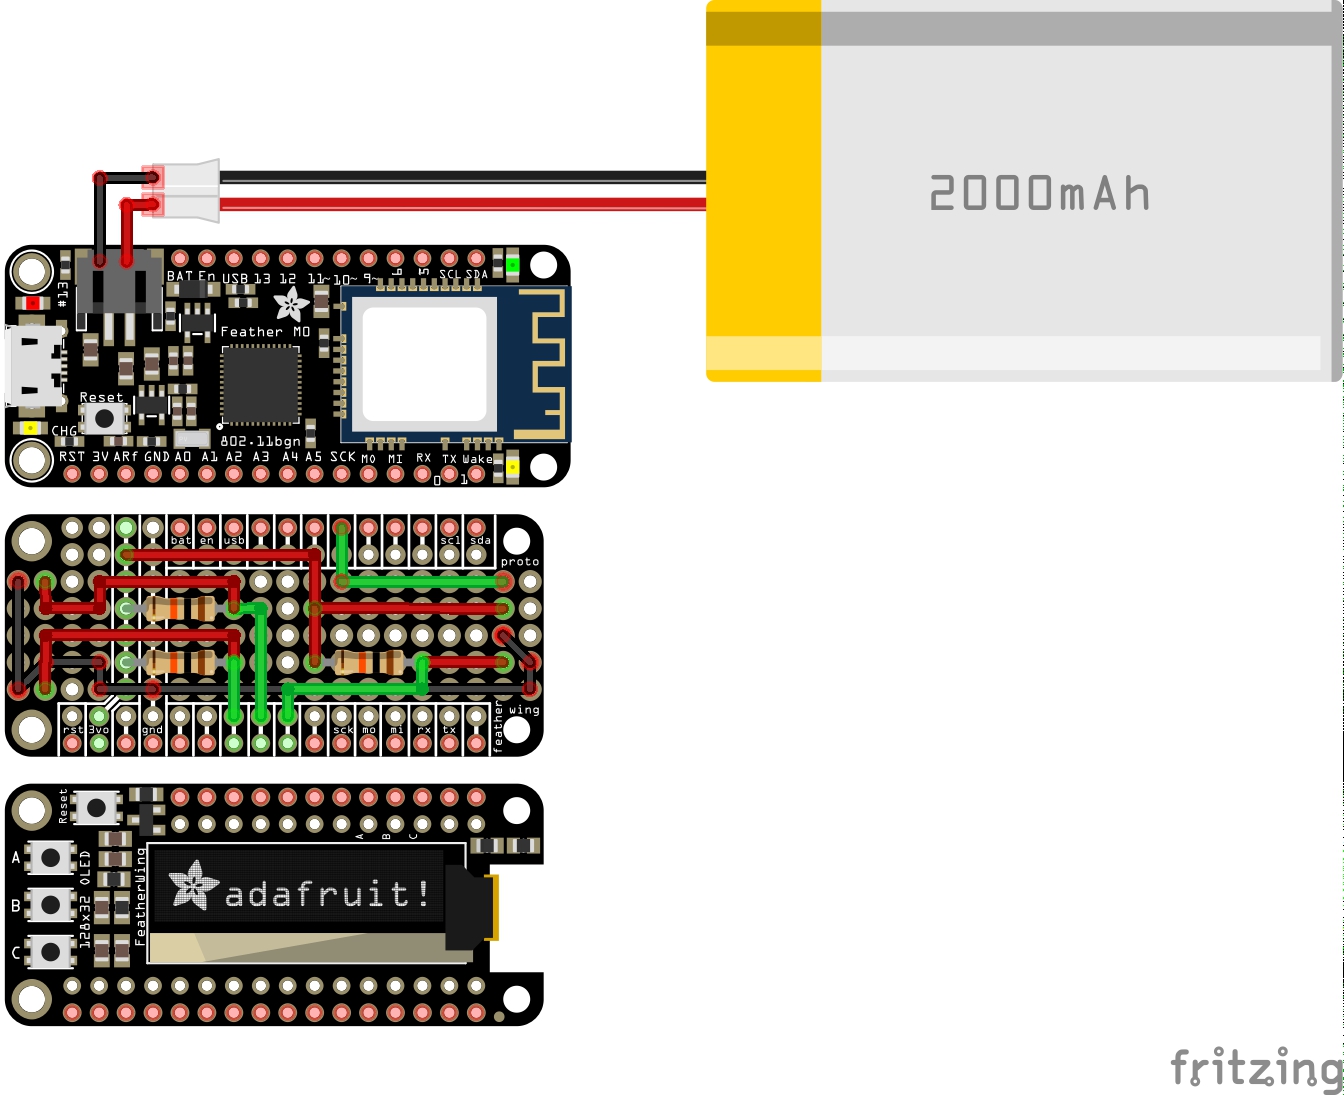 2000mAh
BAT En USB 13 12 11~ 10~ 9~ 6 5 SCL SDA
#13
Feather M0
Reset
CHG
802.11bgn
RST 3V ARf GND A0 A1 A2 A3 A4 A5 SCK M0 MI RX TX Wake
0 1
bat en usb scl sda
proto
wing
feather
rst 3vo gnd sck mo mi rx tx
Reset
A B C
A
B
C
128x32 OLED
FeatherWing
adafruit!
fritzing